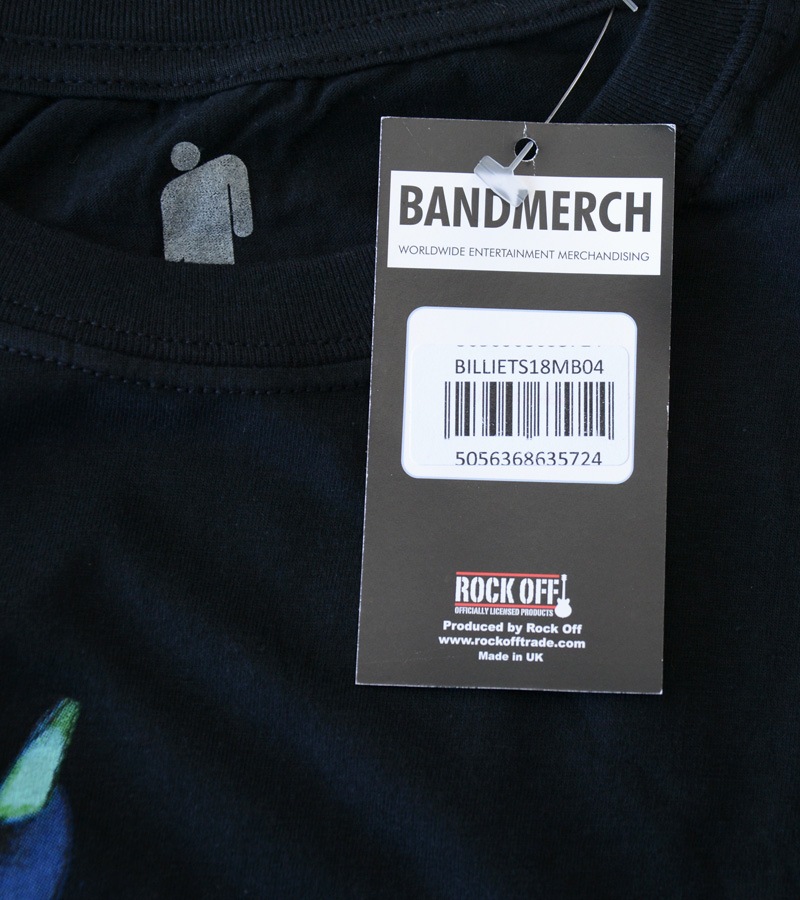 BANDMERCH
WORLDWIDE ENTERTAINMENT MERCHANDISING
BILLIETS18MB04
5056368635724
ROCK OFF
OFFICIALLY LICENSED PRODUCTS
Produced by Rock Off
www.rockofftrade.com
Made in UK